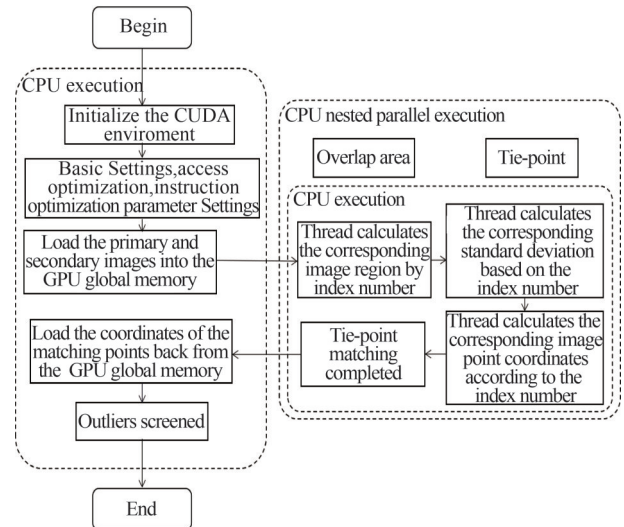 Begin
CPU execution
Initialize the CUDA
enviroment
Basic Settings,access
optimization,instruction
optimization parameter Settings
Load the primary and
secondary images into the
GPU global memory
CPU nested parallel execution
Overlap area
Tie-point
CPU execution
Thread calculates
the corresponding
image region by
index number
Thread calculates
the corresponding
standard deviation
based on the
index number
Thread calculates the
corresponding image
point coordinates
according to the
index number
Tie-point
matching
completed
Load the coordinates of the
matching points back from
the GPU global memory
Outliers screened
End